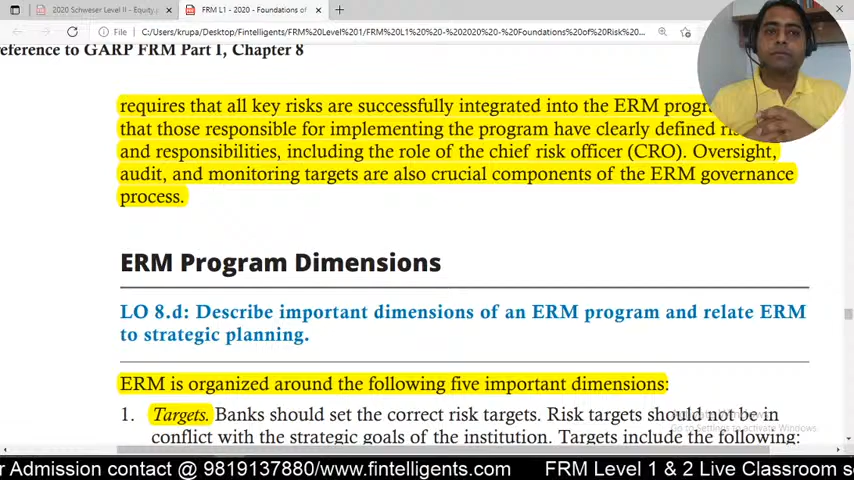 2020 Schweser Level II - Equity.p
FRM L1 - 2020 - Foundations of
File
C:/Users/krupa/Desktop/Fintelligents/FRM%20Level%201/FRM%20L1%20%20-%202020%20-%20Foundations%20of%20Risk
reference to GARP FRM Part I, Chapter 8
requires that all key risks are successfully integrated into the ERM
that those responsible for implementing the program have clearly defined
and responsibilities, including the role of the chief risk officer (CRO). Oversight,
audit, and monitoring targets are also crucial components of the ERM governance
process.
ERM Program Dimensions
LO 8.d: Describe important dimensions of an ERM program and relate ERM
to strategic planning.
ERM is organized around the following five important dimensions:
1. Targets. Banks should set the correct risk targets. Risk targets should not be in
Go to Settings to activate Windows.
conflict with the strategic goals of the institution. Targets include the following:
r Admission contact @ 9819137880/www.fintelligents.com FRM Level 1 & 2 Live Classroom